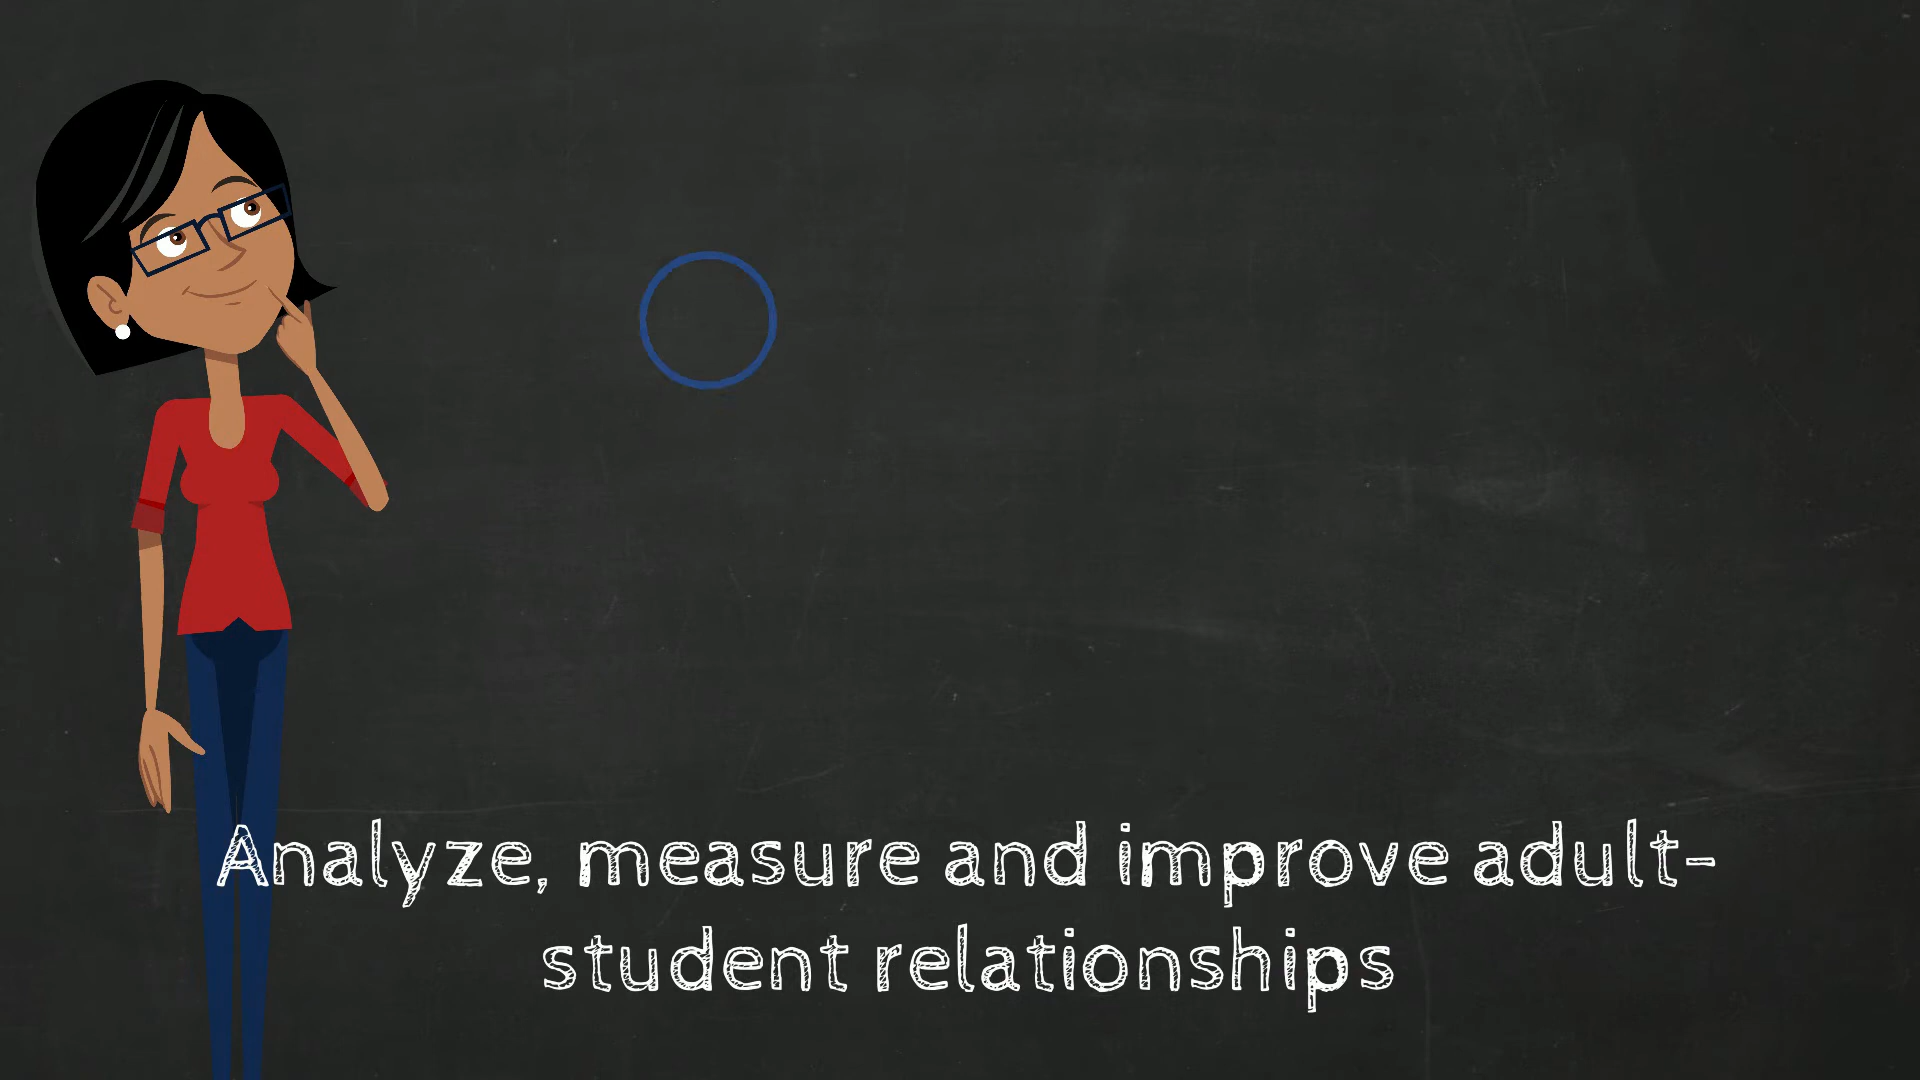 Analyze, measure and improve adult-
student relationships